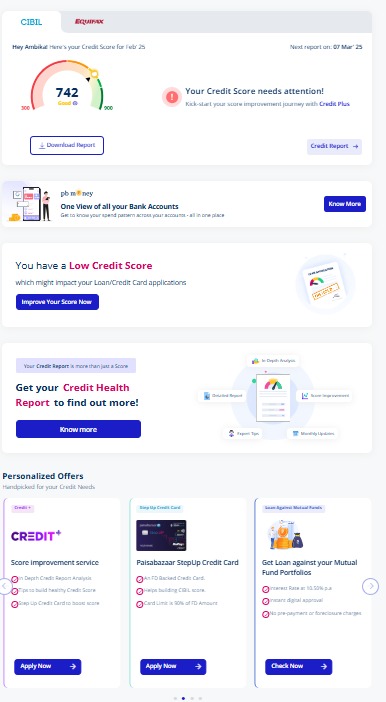 CIBIL
EQUIFAX
Hey Ambika! Here's your Credit Score for Feb' 25
Next report on: 07 Mar' 25
742
Good
300
900
Your Credit Score needs attention!
Kick-start your score improvement journey with Credit Plus
Download Report
Credit Report →
pb money
One View of all your Bank Accounts
Get to know your spend pattern across your accounts - all in one place
Know More
You have a Low Credit Score
which might impact your Loan/Credit Card applications
Improve Your Score Now
Your Credit Report is more than just a Score
Get your Credit Health
Report to find out more!
Know more
In-Depth Analysis
Detailed Report
Score Improvement
Expert Tips
Monthly Updates
Personalized Offers
Handpicked for your Credit Needs
Credit +
CREDIT+
Score improvement service
In Depth Credit Report Analysis
Tips to build healthy Credit Score
Step Up Credit Card to boost score
Apply Now →
Step Up Credit Card
Paisabazaar StepUp Credit Card
An FD Backed Credit Card.
Helps building CIBIL score.
Card Limit is 90% of FD Amount
Apply Now →
Loan Against Mutual Funds
Get Loan against your Mutual
Fund Portfolios
Interest Rate at 10.50% p.a
Instant digital approval
No pre-payment or foreclosure charges
Check Now →